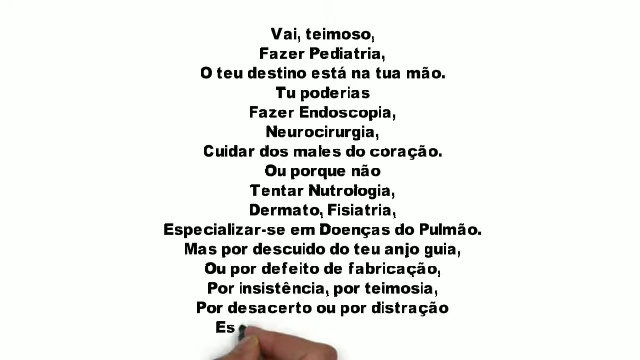 Vai, teimoso,
Fazer Pediatria,
O teu destino está na tua mão.
Tu poderias
Fazer Endoscopia,
Neurocirurgia,
Cuidar dos males do coração.
Ou porque não
Tentar Nutrologia,
Dermato, Fisiatria,
Especializar-se em Doenças do Pulmão.
Mas por descuido do teu anjo guia,
Ou por defeito de fabricação,
Por insistência, por teimosia,
Por desacerto ou por distração
Es